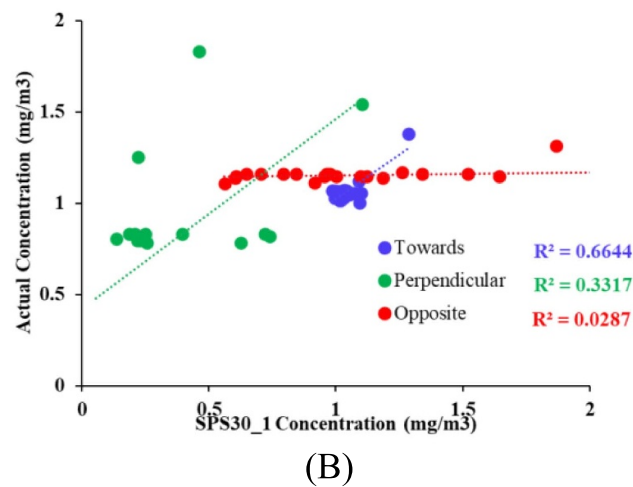 2
1.5
1
0.5
0
0
0.5
1
1.5
2
Actual Concentration (mg/m3)
SPS30_1 Concentration (mg/m3)
Towards R² = 0.6644
Perpendicular R² = 0.3317
Opposite R² = 0.0287
(B)